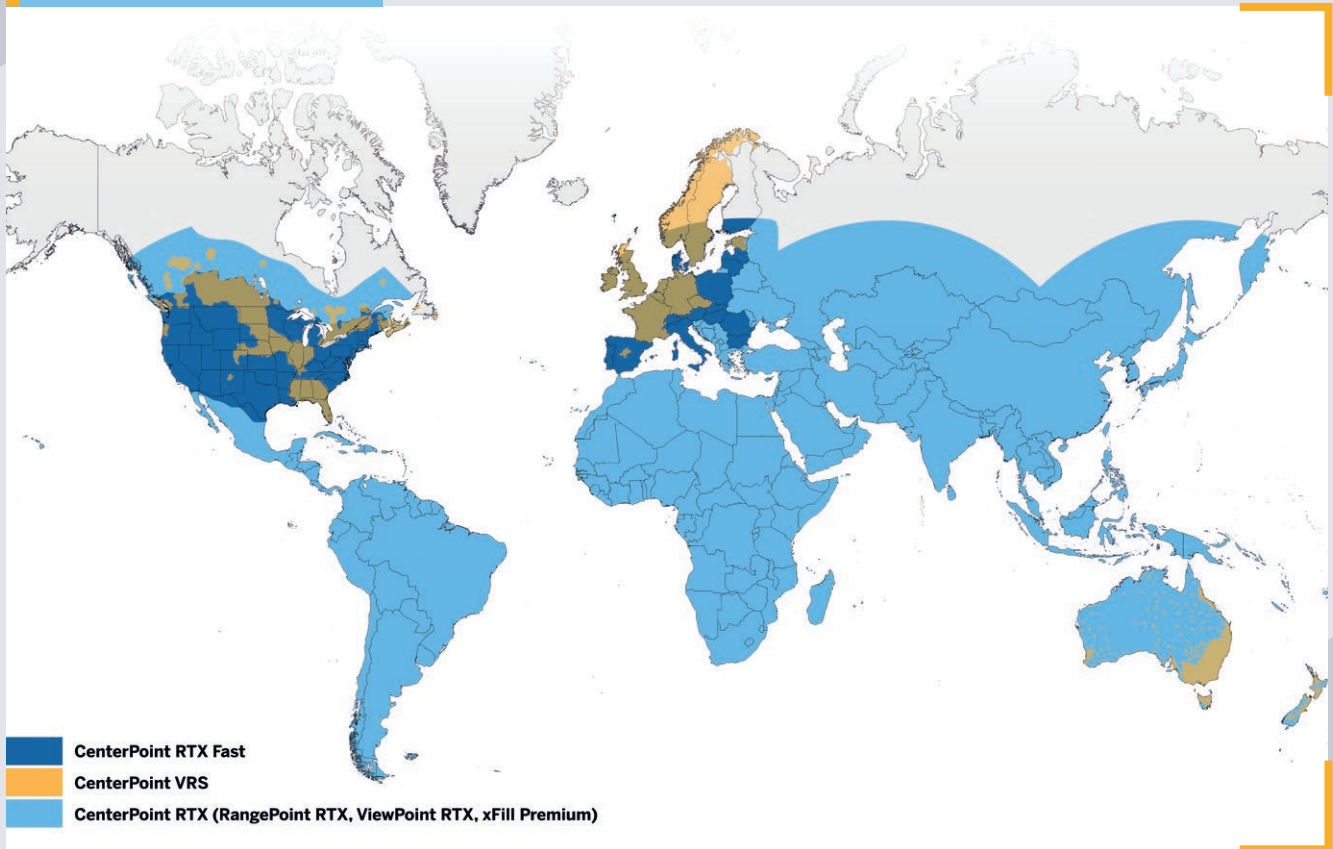 CenterPoint RTX Fast
CenterPoint VRS
CenterPoint RTX (RangePoint RTX, ViewPoint RTX, xFill Premium)